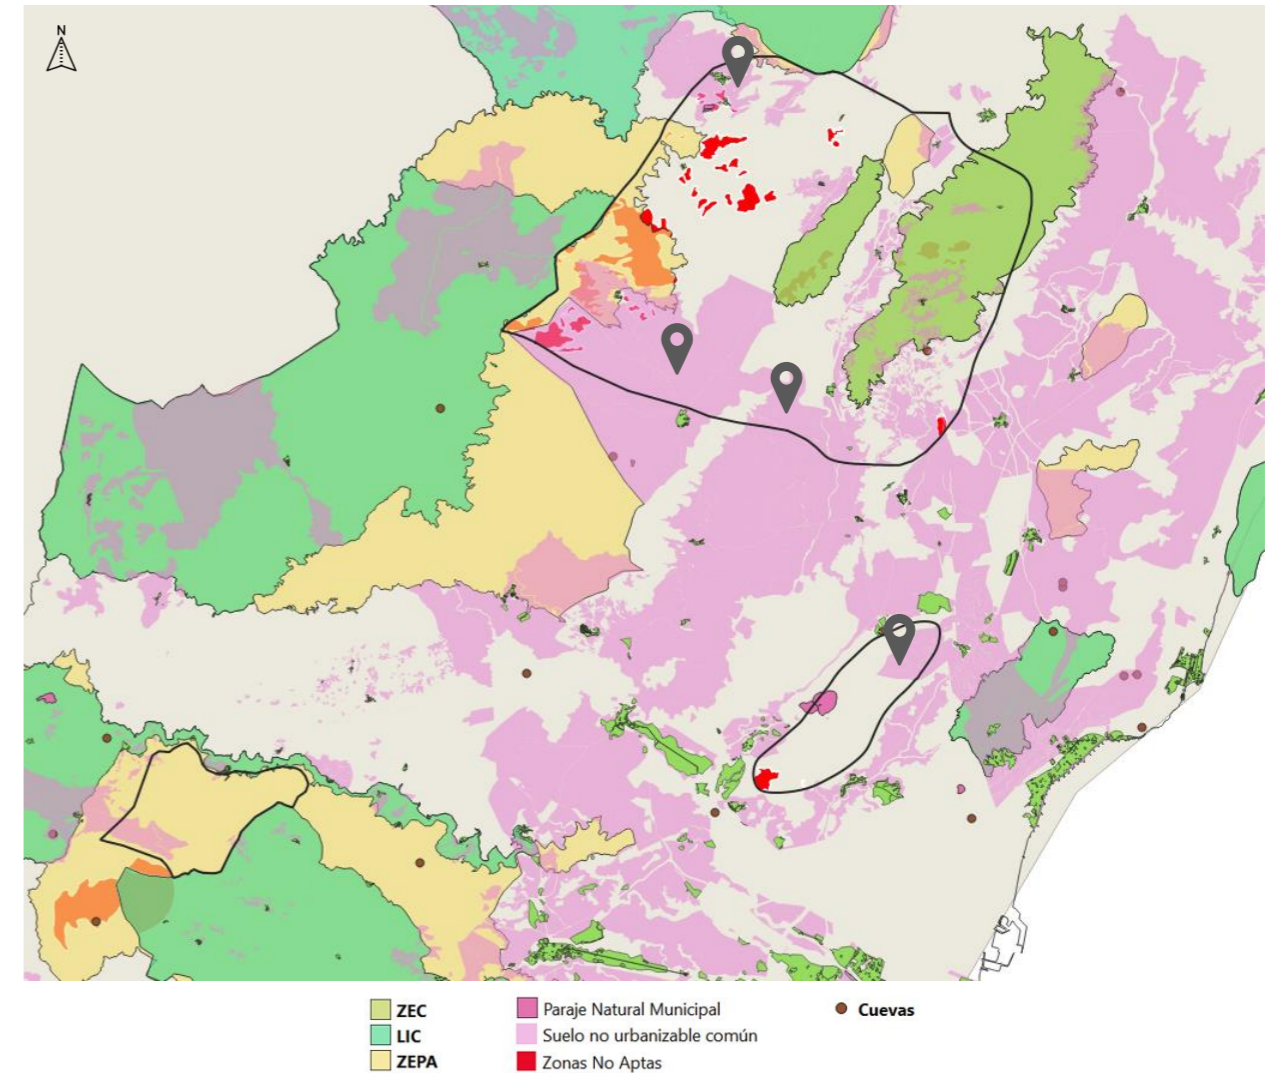 N
ZEC
LIC
ZEPA
Paraje Natural Municipal
Suelo no urbanizable común
Zonas No Aptas
Cuevas